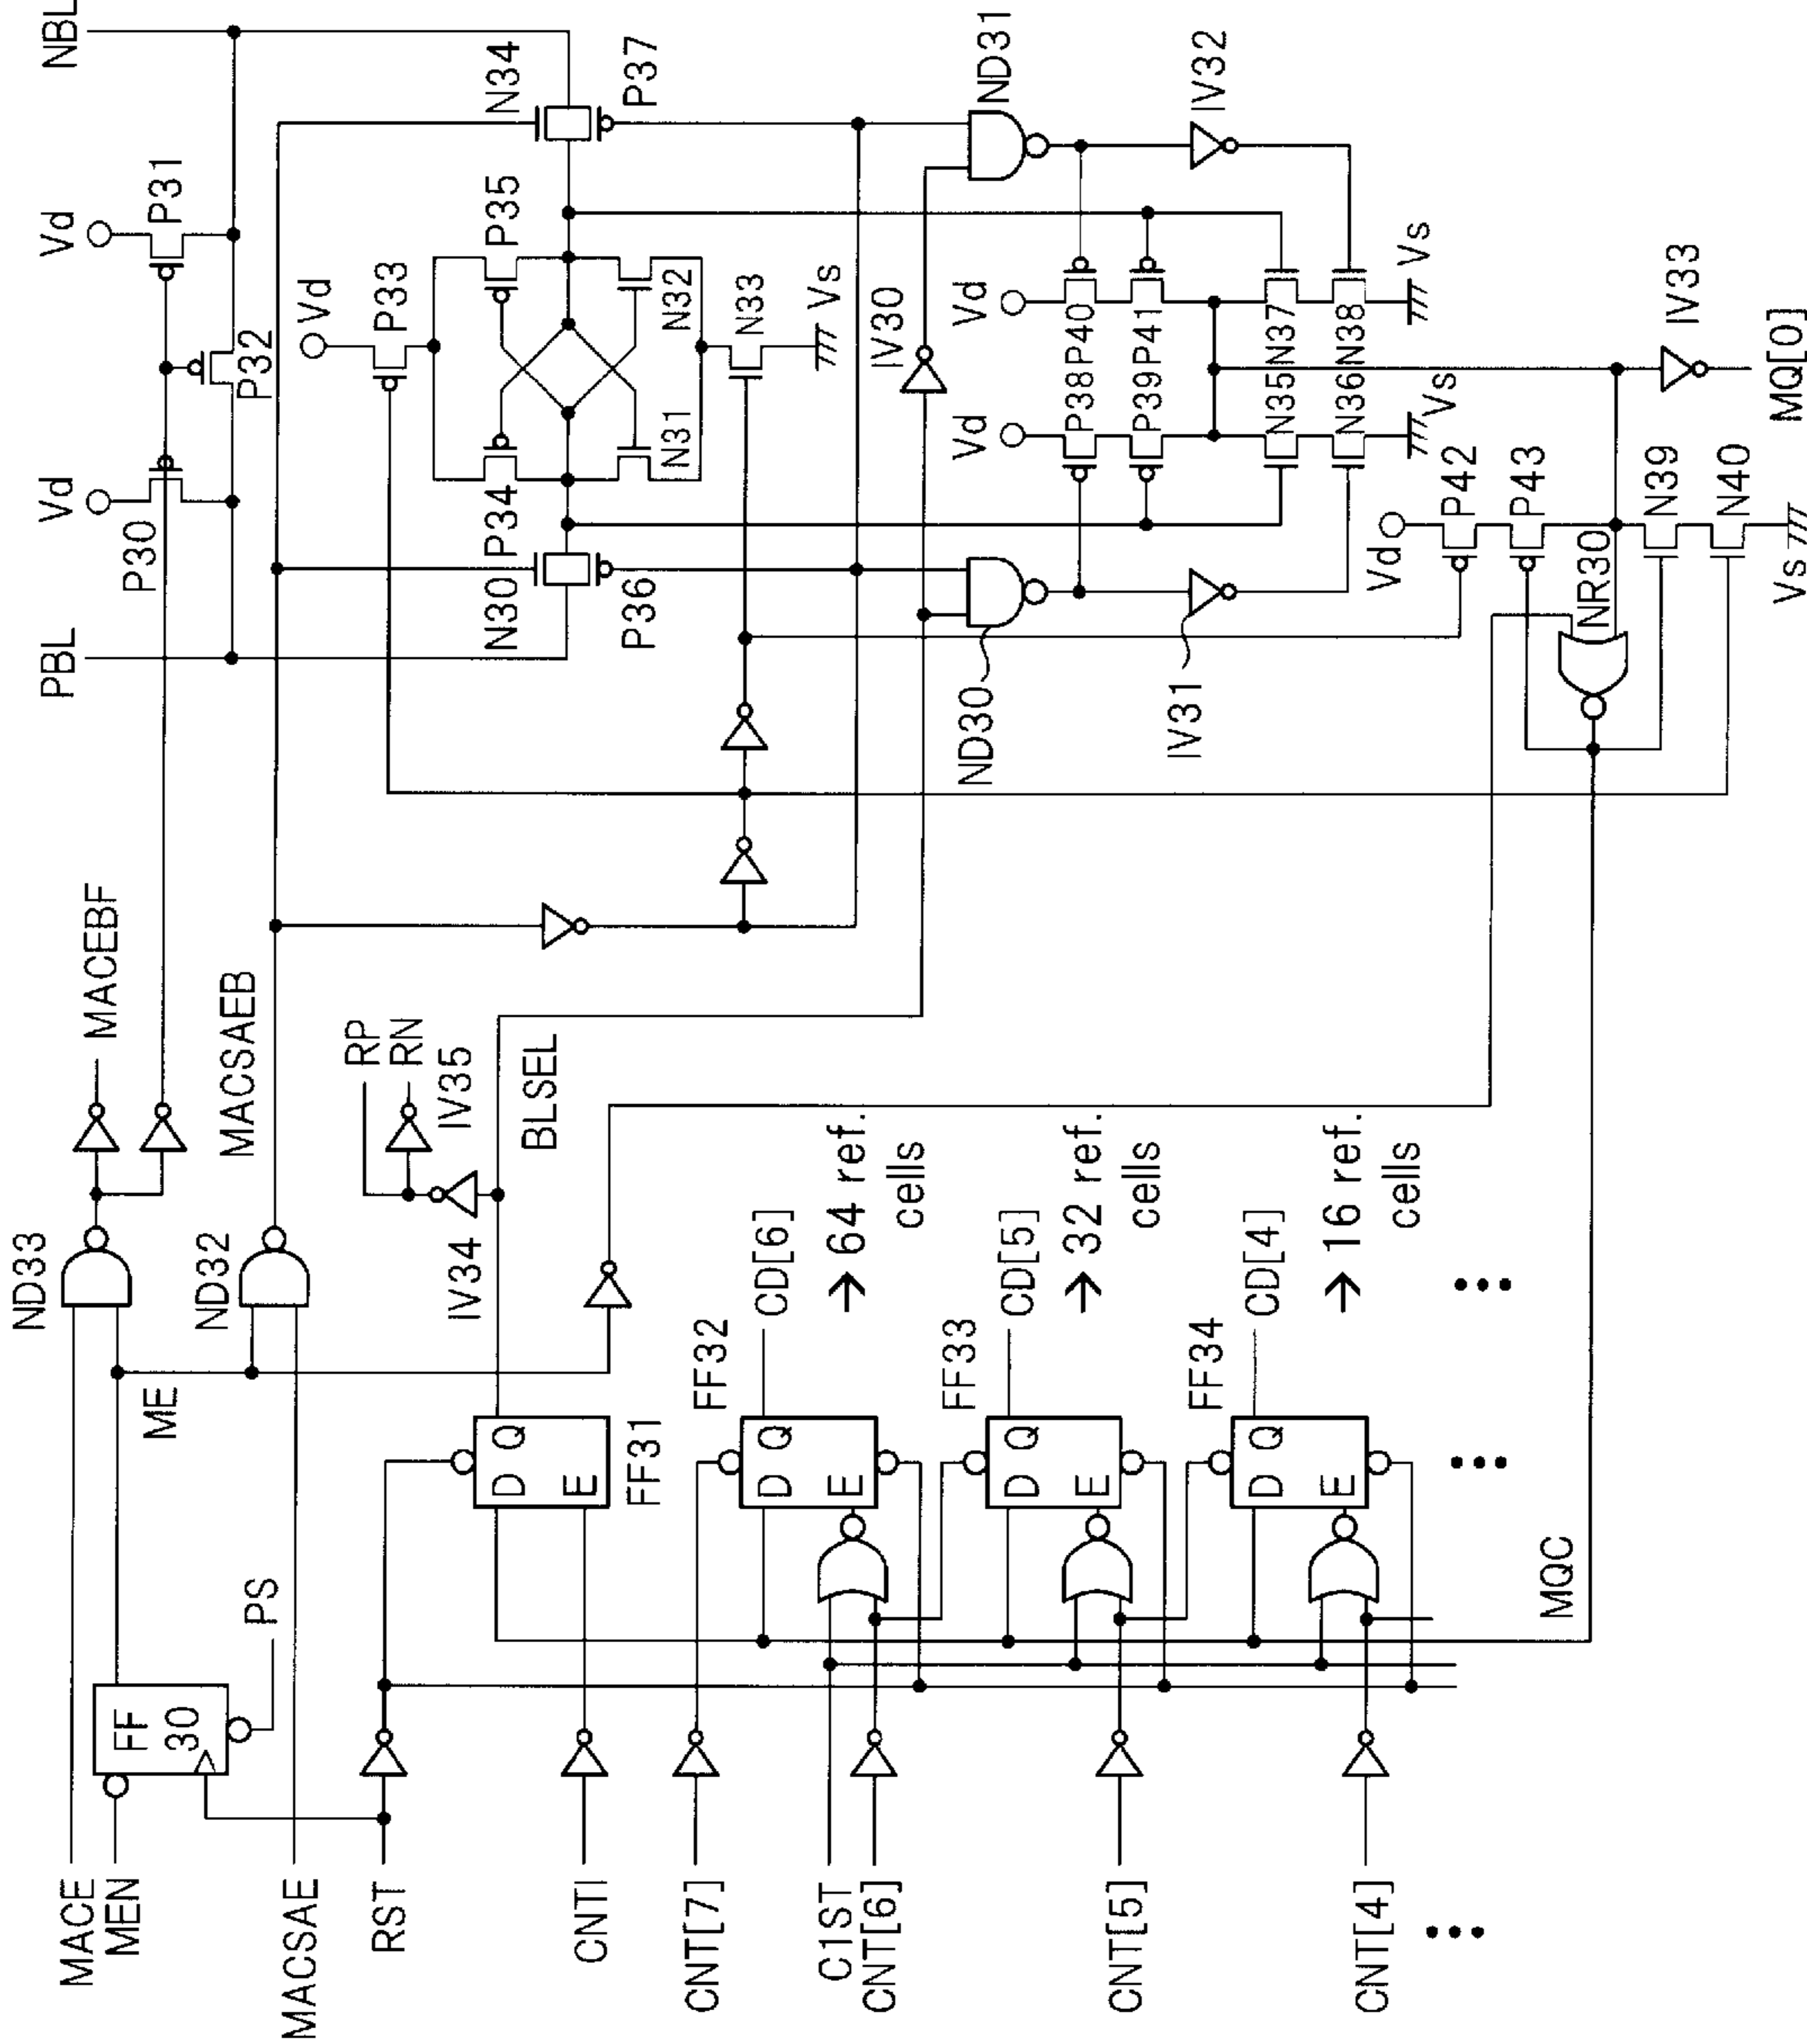 NBL
PBL
Vd
P31
Vd
P30
P32
N34
P37
P35
Vd
P33
N32
N33
Vs
N31
P34
N30
P36
ND31
IV32
IV30
Vd
P40
P41
N37
N38
Vs
Vd
P38
P39
N35
N36
Vs
IV33
MQ[0]
Vd
P42
P43
N39
N40
Vs
NR30
ND30
IV31
MACEBF
MACSAEB
RP
RN
IV35
BLSEL
IV34
ND33
ND32
ME
CD[6]
→ 64 ref.
cells
CD[5]
→ 32 ref.
cells
CD[4]
→ 16 ref.
cells
•••
D Q
E
FF31
FF32
D Q
E
FF33
D Q
E
FF34
D Q
E
•••
MQC
FF
30
PS
MACE
MEN
MACSAE
RST
CNTI
CNT[7]
C1ST
CNT[6]
CNT[5]
CNT[4]
•••